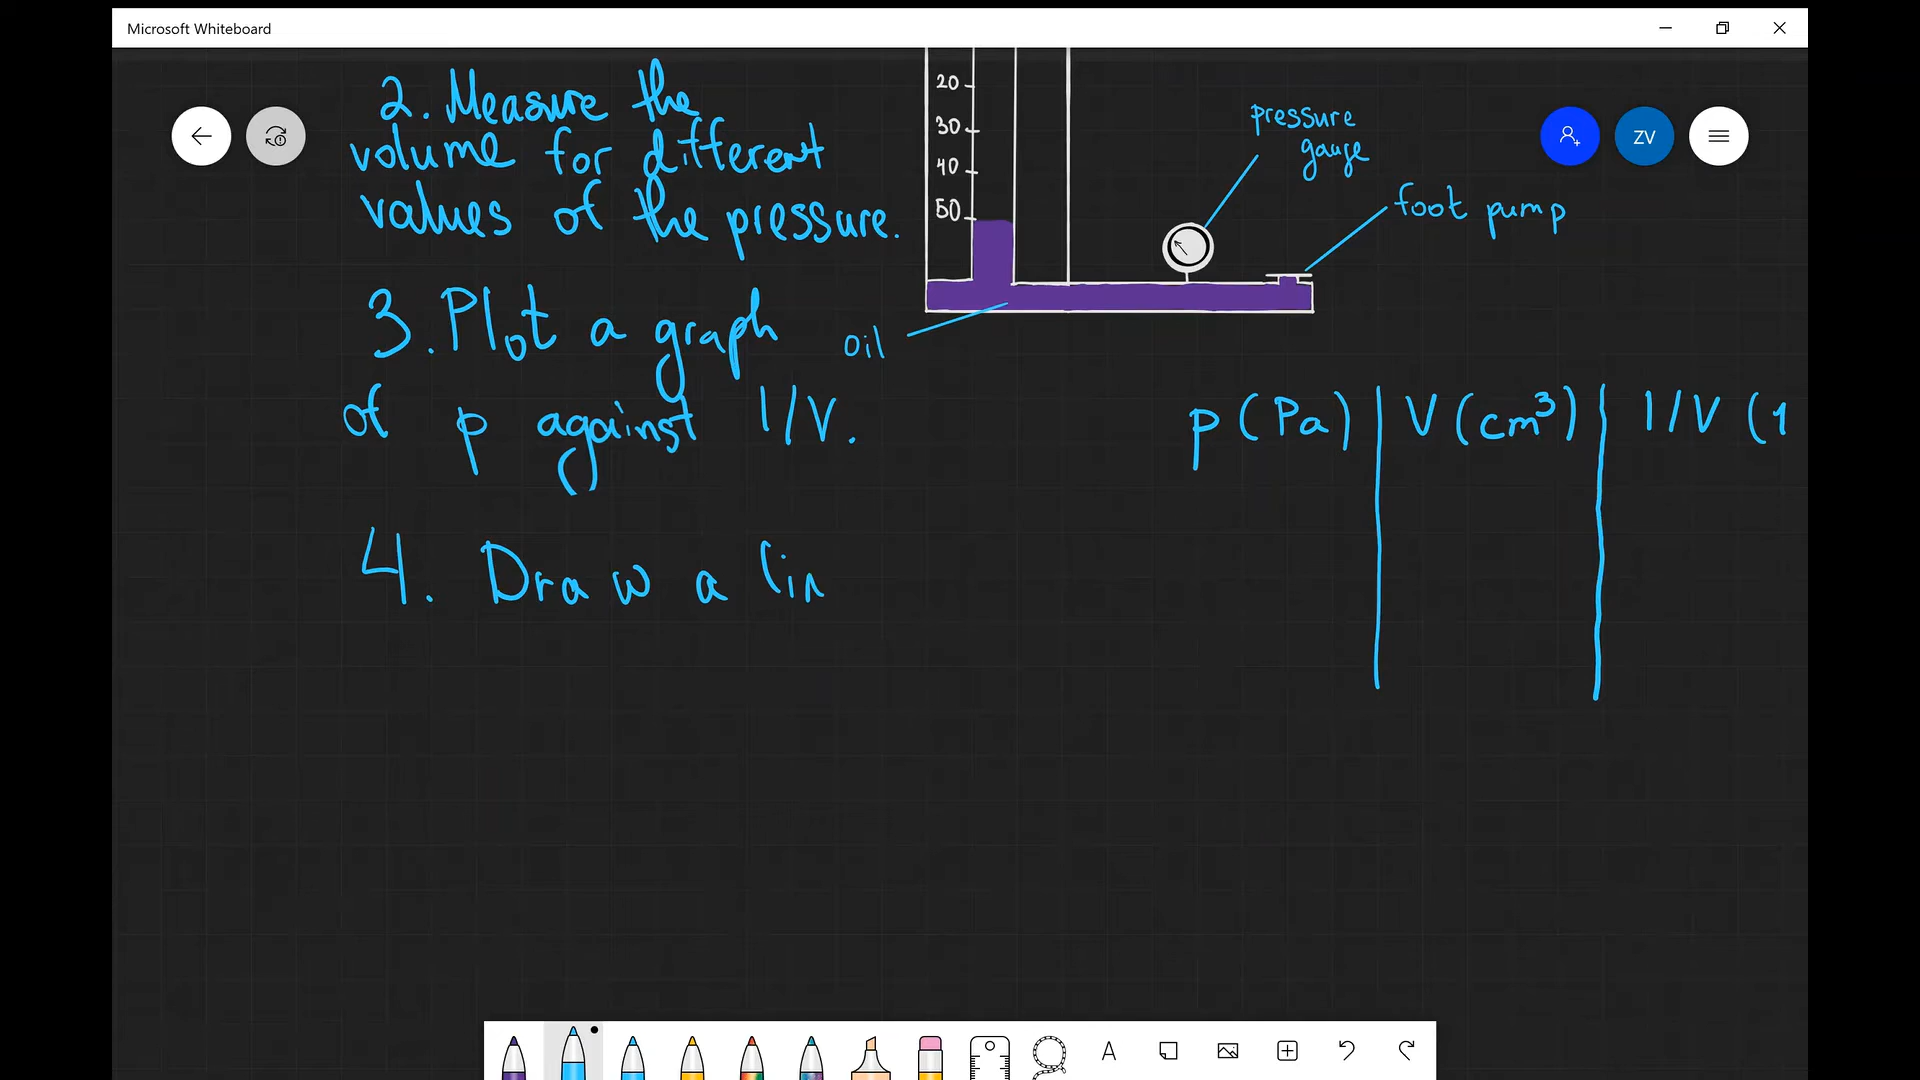 Microsoft Whiteboard
2. Measure the
volume for different
values of the pressure.
3. Plot a graph
of p against 1/V.
4. Draw a lin
20
30
40
50
pressure
gauge
foot pump
oil
ZV
p (Pa) | V (cm³) | 1/V (1
A